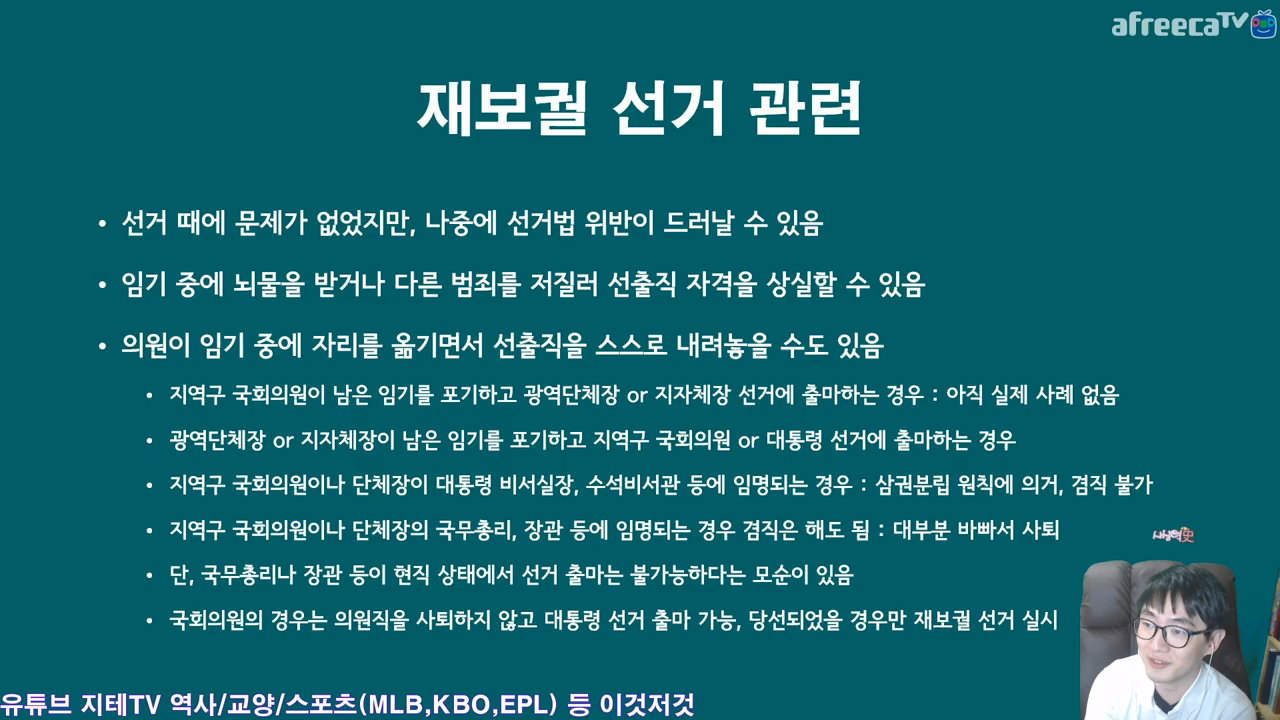 afreecaTV
재보궐 선거 관련
• 선거 때에 문제가 없었지만, 나중에 선거법 위반이 드러날 수 있음
• 임기 중에 뇌물을 받거나 다른 범죄를 저질러 선출직 자격을 상실할 수 있음
• 의원이 임기 중에 자리를 옮기면서 선출직을 스스로 내려놓을 수도 있음
• 지역구 국회의원이 남은 임기를 포기하고 광역단체장 or 지자체장 선거에 출마하는 경우 : 아직 실제 사례 없음
• 광역단체장 or 지자체장이 남은 임기를 포기하고 지역구 국회의원 or 대통령 선거에 출마하는 경우
• 지역구 국회의원이나 단체장이 대통령 비서실장, 수석비서관 등에 임명되는 경우 : 삼권분립 원칙에 의거, 겸직 불가
• 지역구 국회의원이나 단체장의 국무총리, 장관 등에 임명되는 경우 겸직은 해도 됨 : 대부분 바빠서 사퇴
• 단, 국무총리나 장관 등이 현직 상태에서 선거 출마는 불가능하다는 모순이 있음
• 국회의원의 경우는 의원직을 사퇴하지 않고 대통령 선거 출마 가능, 당선되었을 경우만 재보궐 선거 실시
유튜브 지테TV 역사/교양/스포츠(MLB,KBO,EPL) 등 이것저것